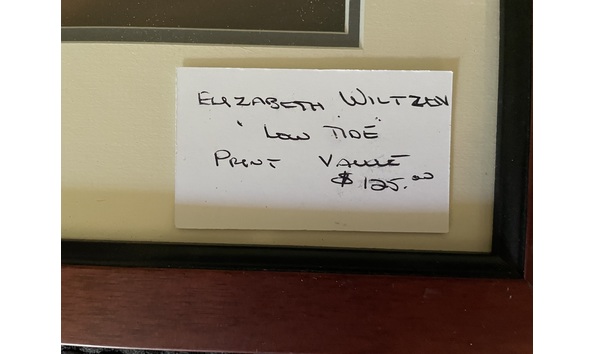 ELIZABETH WILTZEN
"LOW TIDE"
PRINT VALUE
$125.00